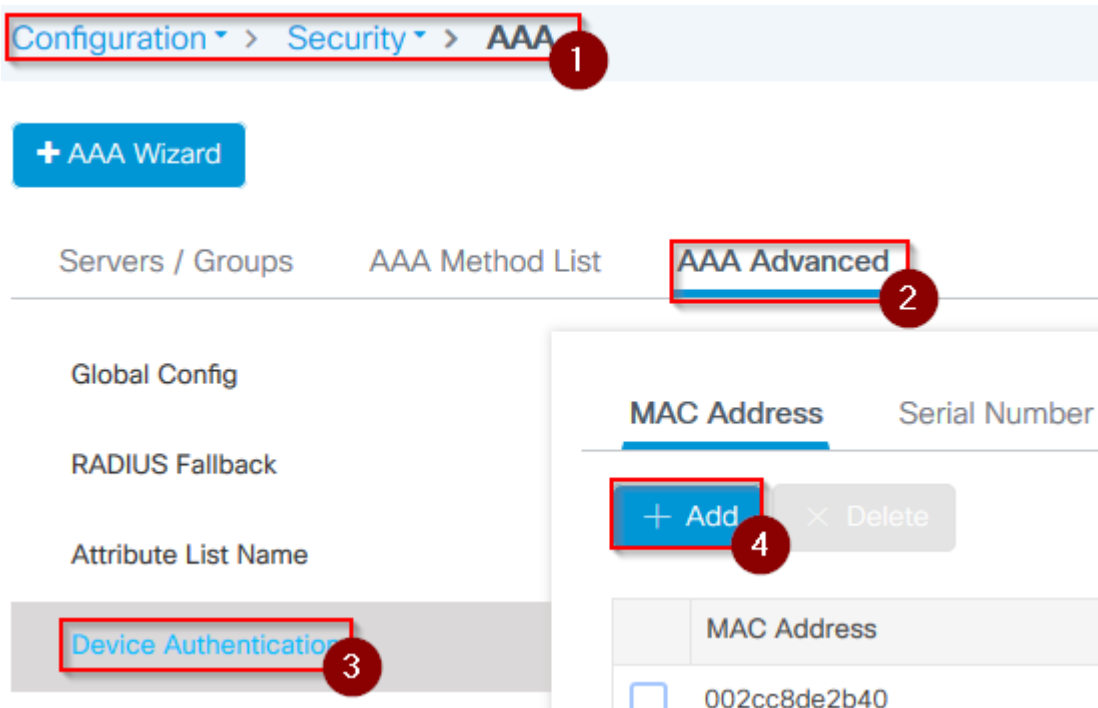 Configuration > Security > AAA
1
+ AAA Wizard
Servers / Groups AAA Method List AAA Advanced
2
Global Config
MAC Address Serial Number
RADIUS Fallback
+ Add × Delete
4
Attribute List Name
MAC Address
Device Authentication
3
002cc8de2b40